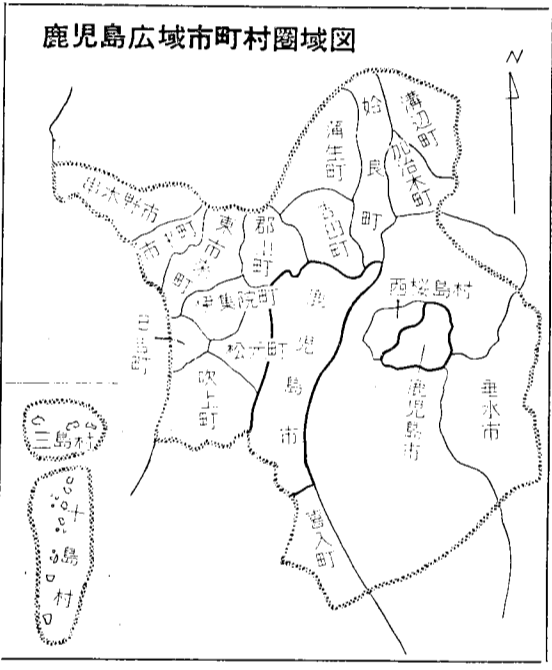 鹿児島広域市町村圏域図
N
溝辺町
姶良町
蒲生町
加治木町
串木野市
吉田町
郡山町
東市来町
市来町
西桜島村
伊集院町
鹿児島市
日吉町
松元町
鹿児島市
垂水市
吹上町
三島村
十島村
喜入町